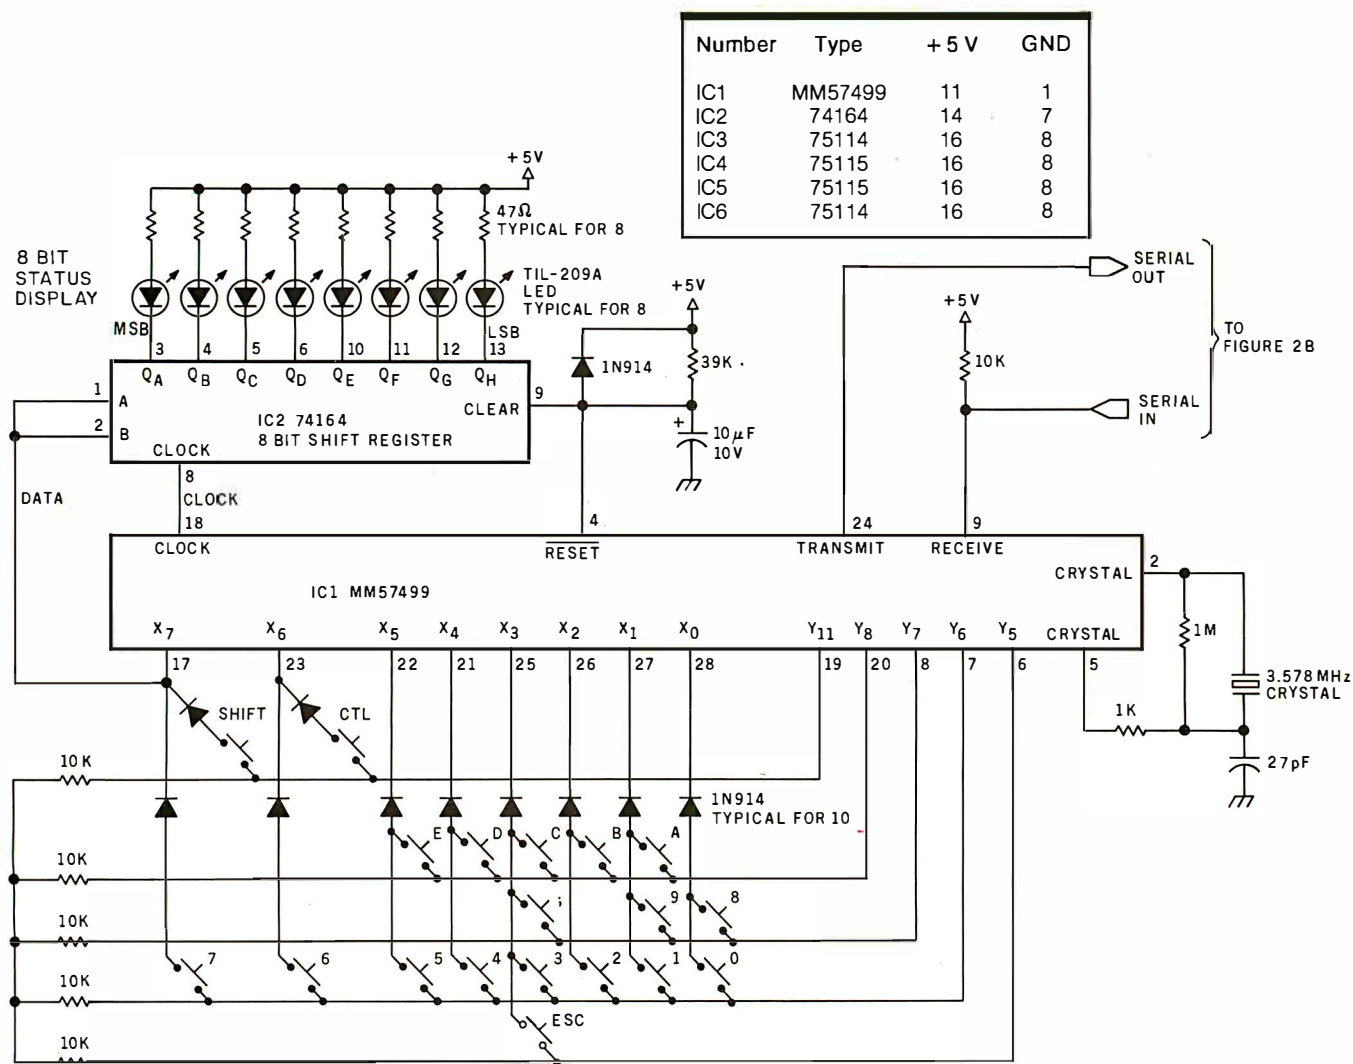 Number Type +5 V GND
IC1 MM57499 11 1
IC2 74164 14 7
IC3 75114 16 8
IC4 75115 16 8
IC5 75115 16 8
IC6 75114 16 8
+5V
47Ω
TYPICAL FOR 8
8 BIT
STATUS
DISPLAY
TIL-209A
LED
TYPICAL FOR 8
MSB
LSB
3 4 5 6 10 11 12 13
QA QB QC QD QE QF QG QH
1 A
2 B
IC2 74164
8 BIT SHIFT REGISTER
CLEAR 9
CLOCK
8
CLOCK
18
DATA
+5V
1N914
39K
+ 10µF
10V
SERIAL
OUT
+5V
10K
SERIAL
IN
TO
FIGURE 2B
4 24 9
CLOCK RESET TRANSMIT RECEIVE
IC1 MM57499
CRYSTAL 2
X7 X6 X5 X4 X3 X2 X1 X0 Y11 Y8 Y7 Y6 Y5 CRYSTAL
17 23 22 21 25 26 27 28 19 20 8 7 6 5
1M
3.578MHz
CRYSTAL
1K
27pF
SHIFT CTL
10K
1N914
TYPICAL FOR 10
E D C B A
10K
; 9 8
10K
7 6 5 4 3 2 1 0
10K
ESC
10K